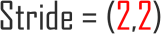 Stride = (2,2)